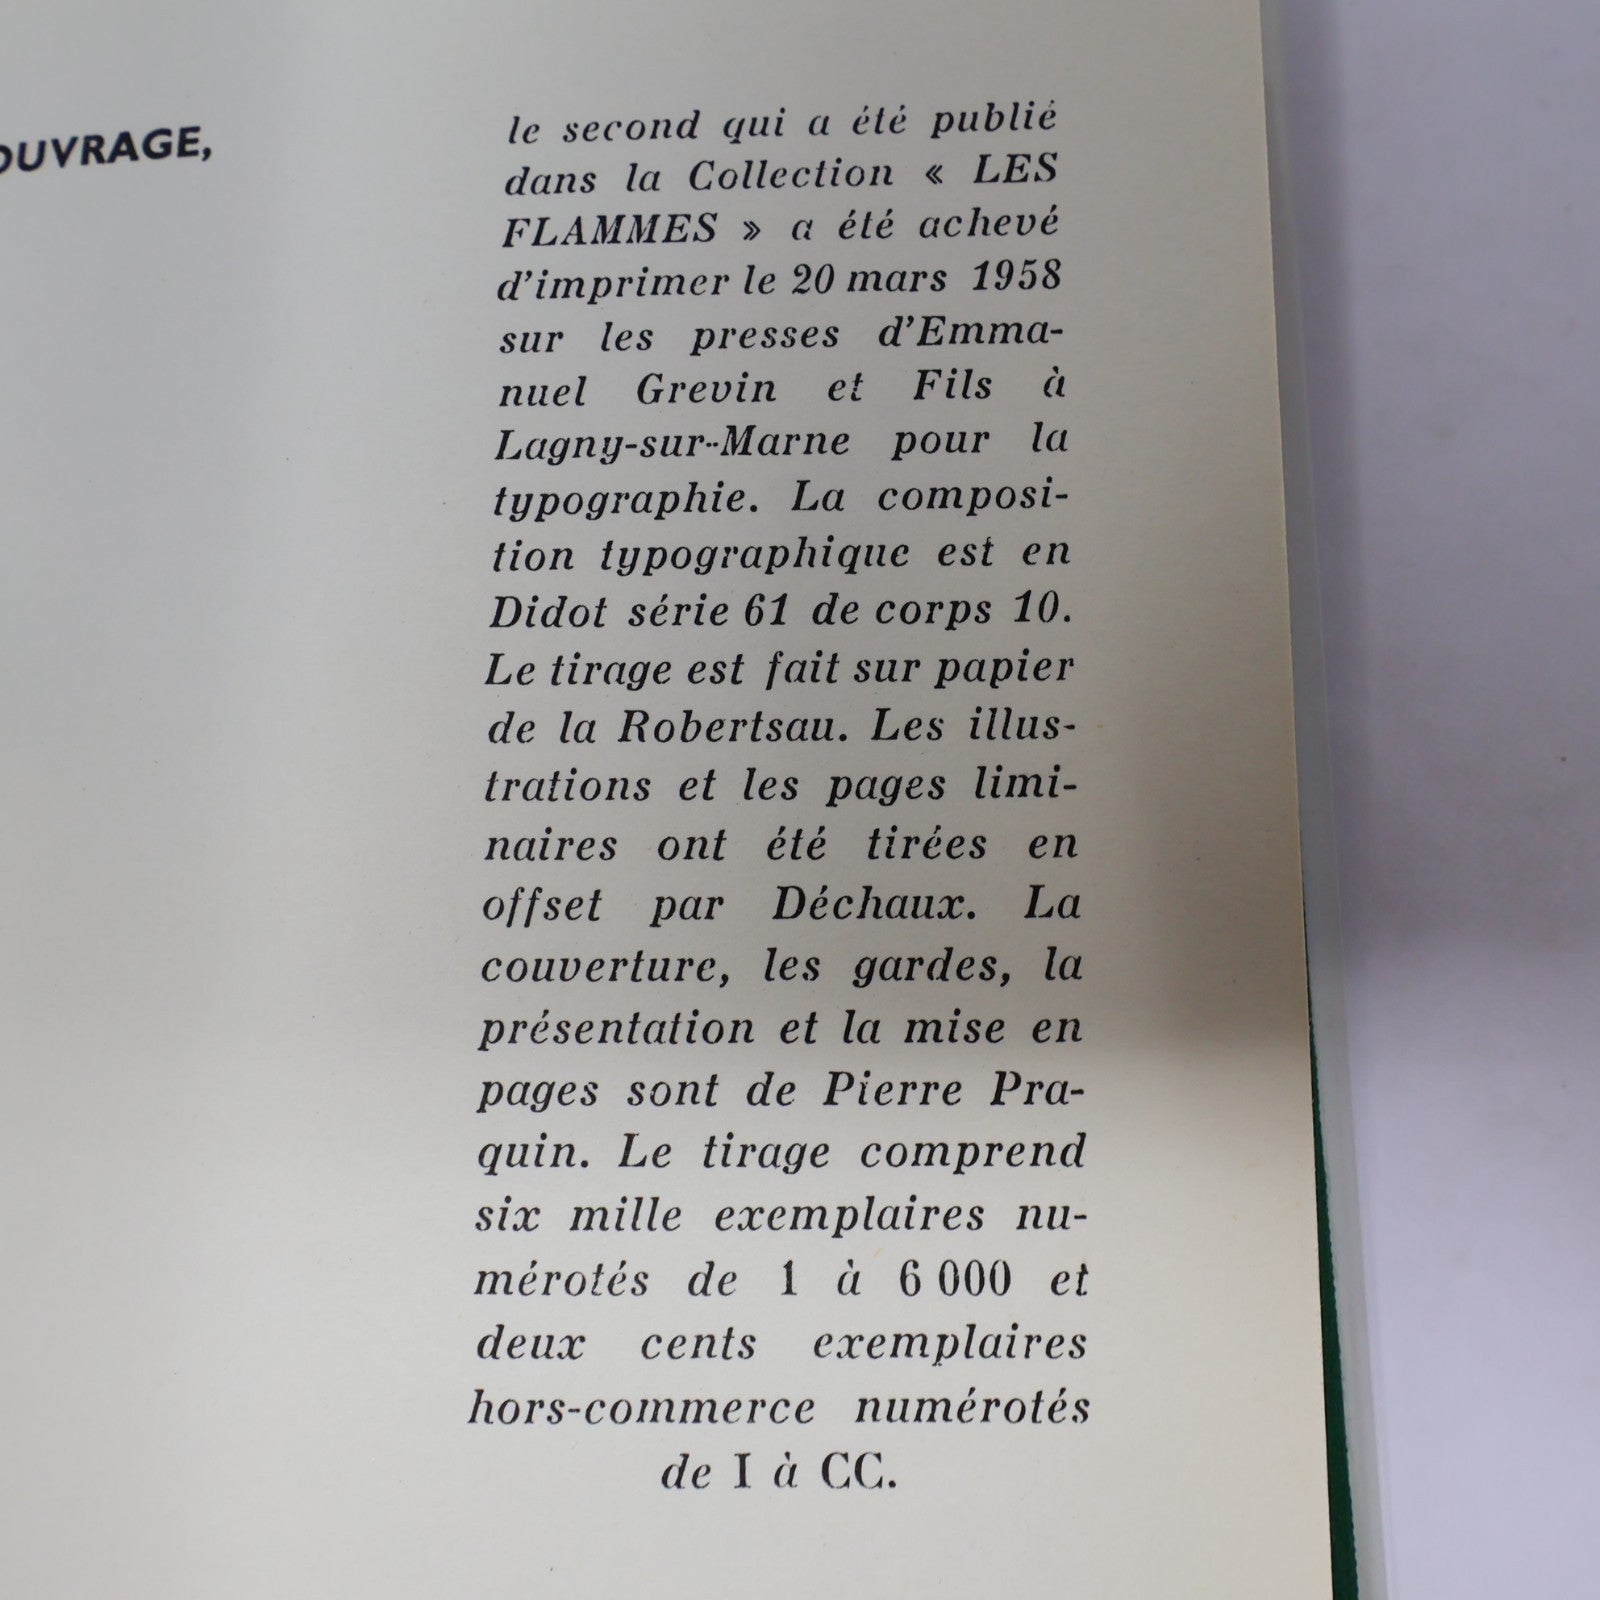 OUVRAGE,
le second qui a été publié
dans la Collection « LES
FLAMMES » a été achevé
d'imprimer le 20 mars 1958
sur les presses d'Emma-
nuel Grevin et Fils à
Lagny-sur-Marne pour la
typographie. La composi-
tion typographique est en
Didot série 61 de corps 10.
Le tirage est fait sur papier
de la Robertsau. Les illus-
trations et les pages limi-
naires ont été tirées en
offset par Déchaux. La
couverture, les gardes, la
présentation et la mise en
pages sont de Pierre Pra-
quin. Le tirage comprend
six mille exemplaires nu-
mérotés de 1 à 6 000 et
deux cents exemplaires
hors-commerce numérotés
de I à CC.